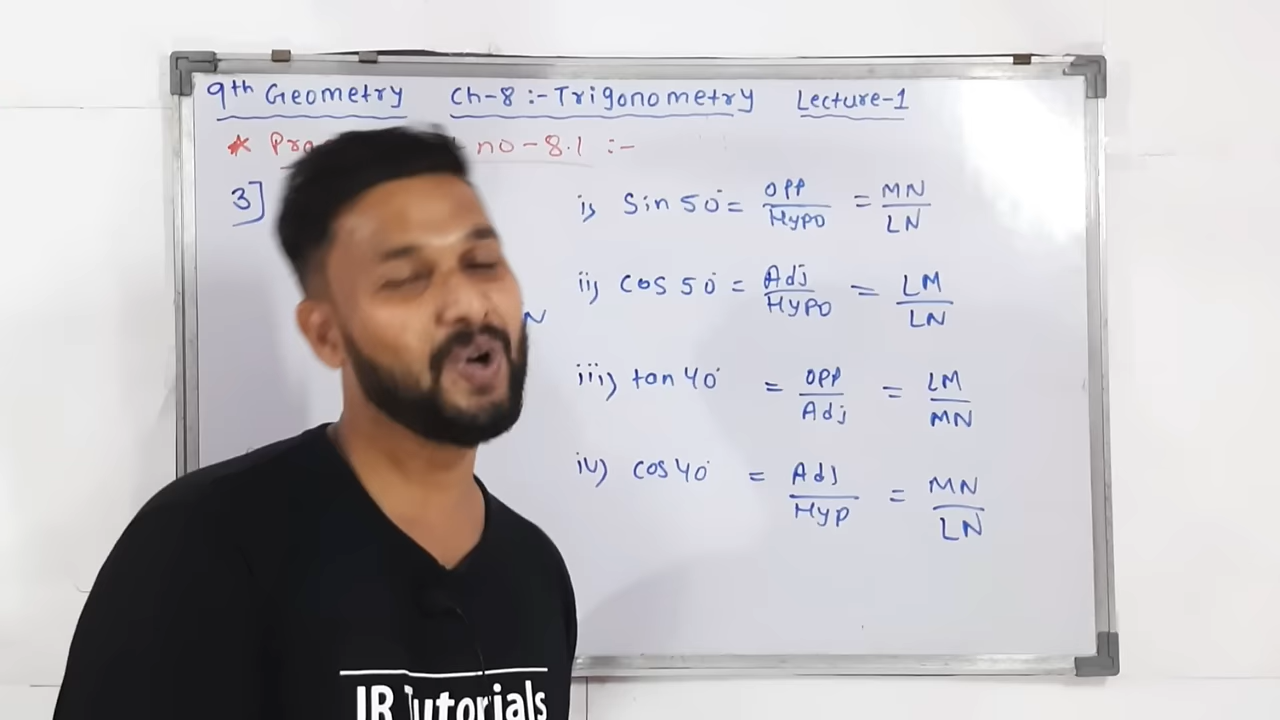 9th Geometry Ch-8 :- Trigonometry Lecture-1
* Pra no - 8.1 :-
3]
i) Sin 50° = Opp/Hypo = MN/LN
N
ii) cos 50° = Adj/Hypo = LM/LN
iii) tan 40° = opp/Adj = LM/MN
iv) cos 40° = Adj/Hyp = MN/LN
Tutorials